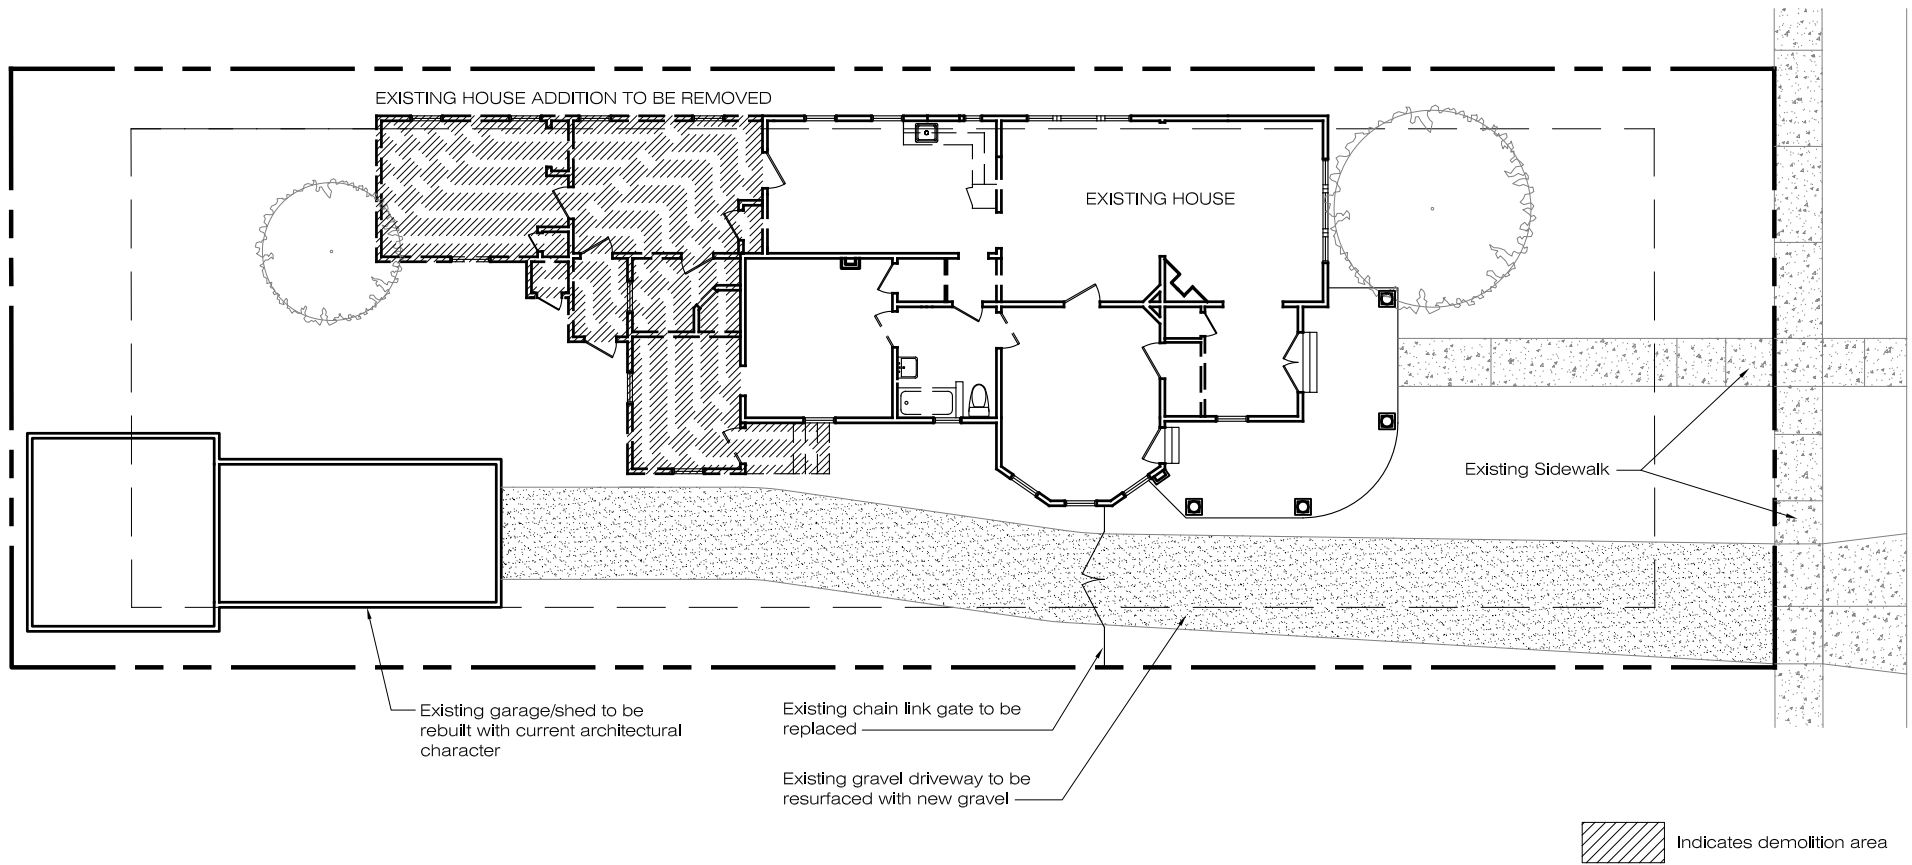 EXISTING HOUSE ADDITION TO BE REMOVED
EXISTING HOUSE
Existing Sidewalk
Existing garage/shed to be
rebuilt with current architectural
character
Existing chain link gate to be
replaced
Existing gravel driveway to be
resurfaced with new gravel
Indicates demolition area